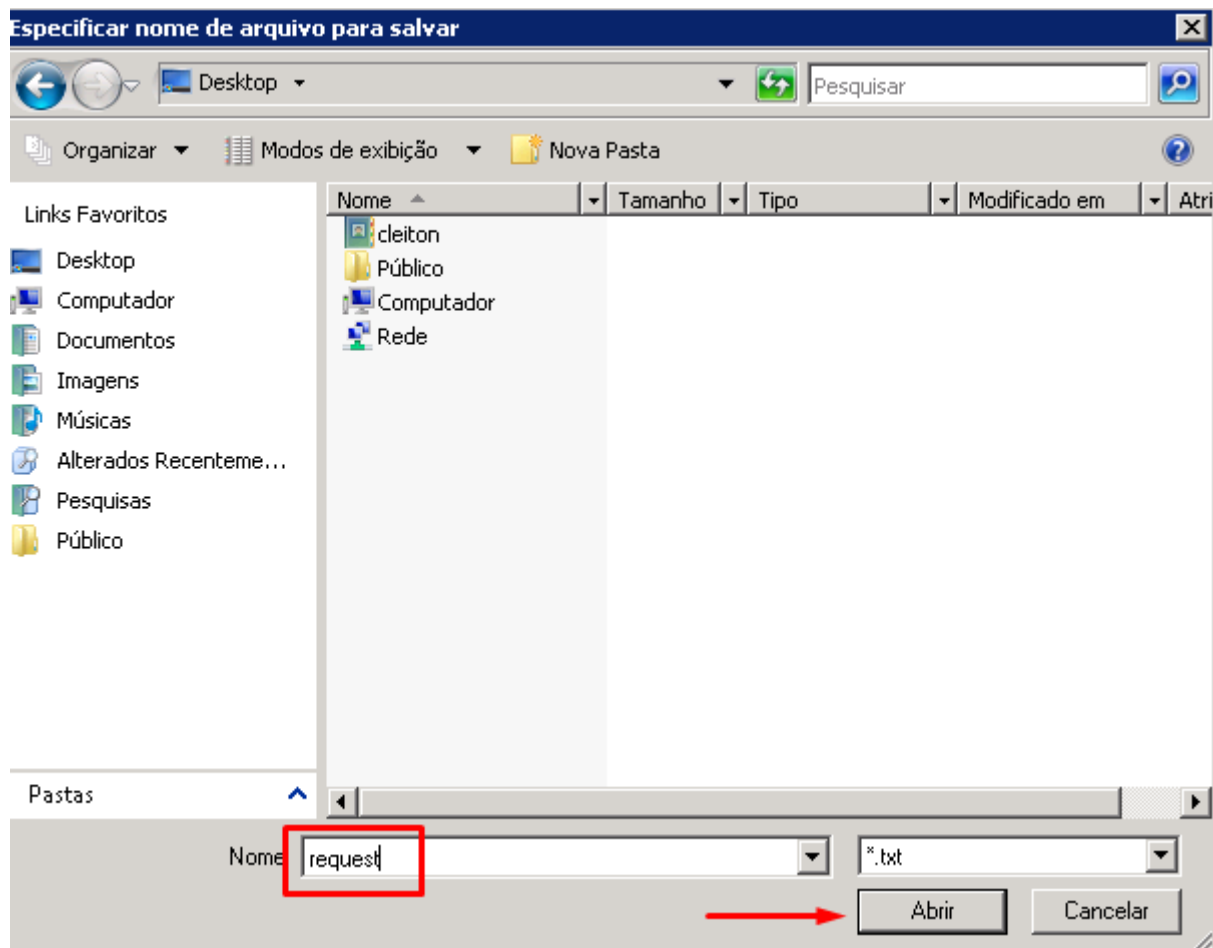 Especificar nome de arquivo para salvar
Desktop
Pesquisar
Organizar
Modos de exibição
Nova Pasta
Links Favoritos
Desktop
Computador
Documentos
Imagens
Músicas
Alterados Recenteme...
Pesquisas
Público
Pastas
Nome
Tamanho
Tipo
Modificado em
Atri
cleiton
Público
Computador
Rede
Nome
request
*.txt
Abrir
Cancelar